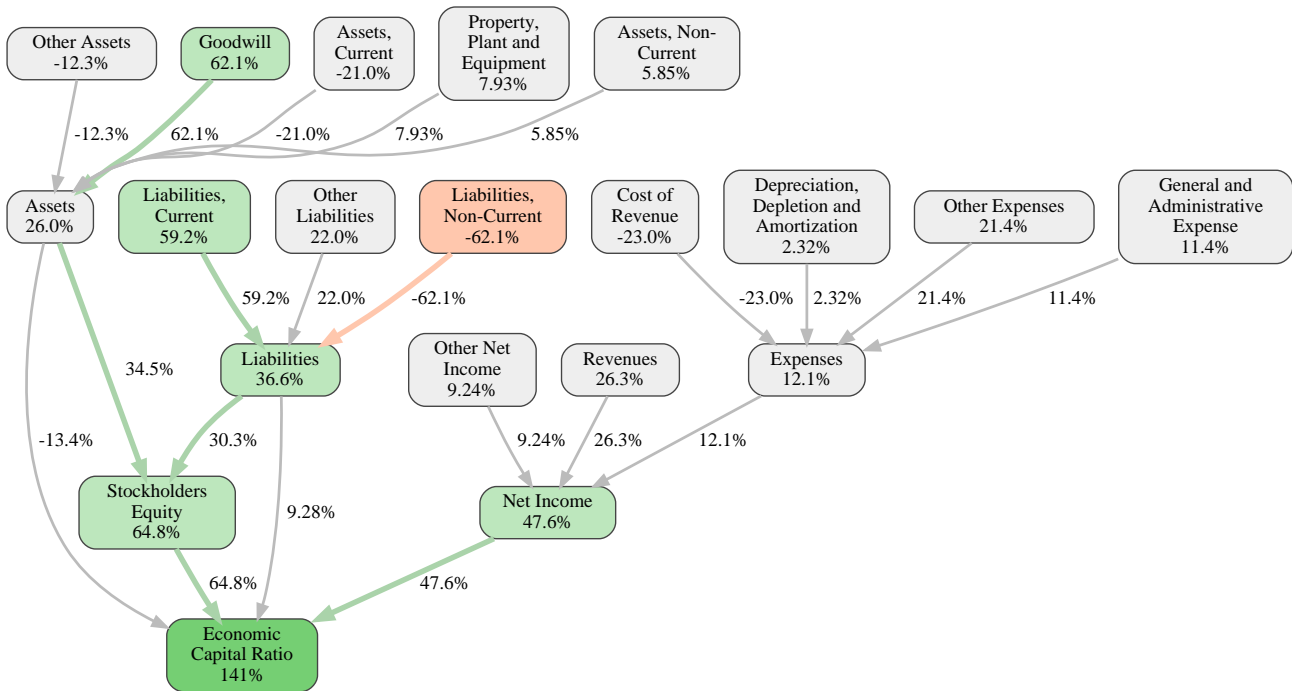 Other Assets
-12.3%
Goodwill
62.1%
Assets,
Current
-21.0%
Property,
Plant and
Equipment
7.93%
Assets, Non-
Current
5.85%
-12.3%
62.1%
-21.0%
7.93%
5.85%
Assets
26.0%
Liabilities,
Current
59.2%
Other
Liabilities
22.0%
Liabilities,
Non-Current
-62.1%
Cost of
Revenue
-23.0%
Depreciation,
Depletion and
Amortization
2.32%
Other Expenses
21.4%
General and
Administrative
Expense
11.4%
59.2%
22.0%
-62.1%
-23.0%
2.32%
21.4%
11.4%
34.5%
Liabilities
36.6%
Other Net
Income
9.24%
Revenues
26.3%
Expenses
12.1%
-13.4%
30.3%
9.28%
9.24%
26.3%
12.1%
Stockholders
Equity
64.8%
Net Income
47.6%
64.8%
47.6%
Economic
Capital Ratio
141%